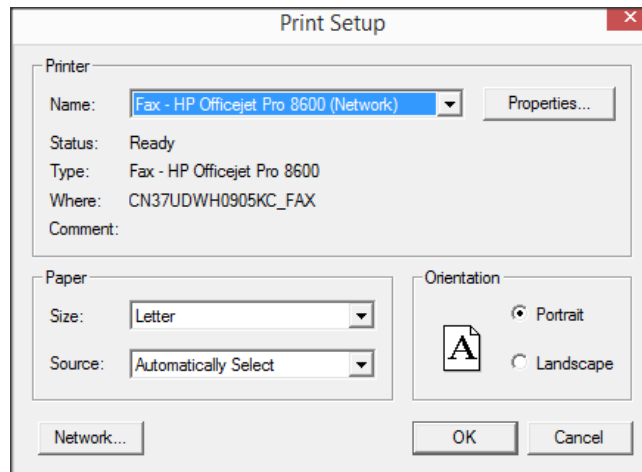 Print Setup
Printer
Name: Fax - HP Officejet Pro 8600 (Network) Properties...
Status: Ready
Type: Fax - HP Officejet Pro 8600
Where: CN37UDWH0905KC_FAX
Comment:
Paper
Size: Letter
Source: Automatically Select
Orientation
A
Portrait
Landscape
Network... OK Cancel